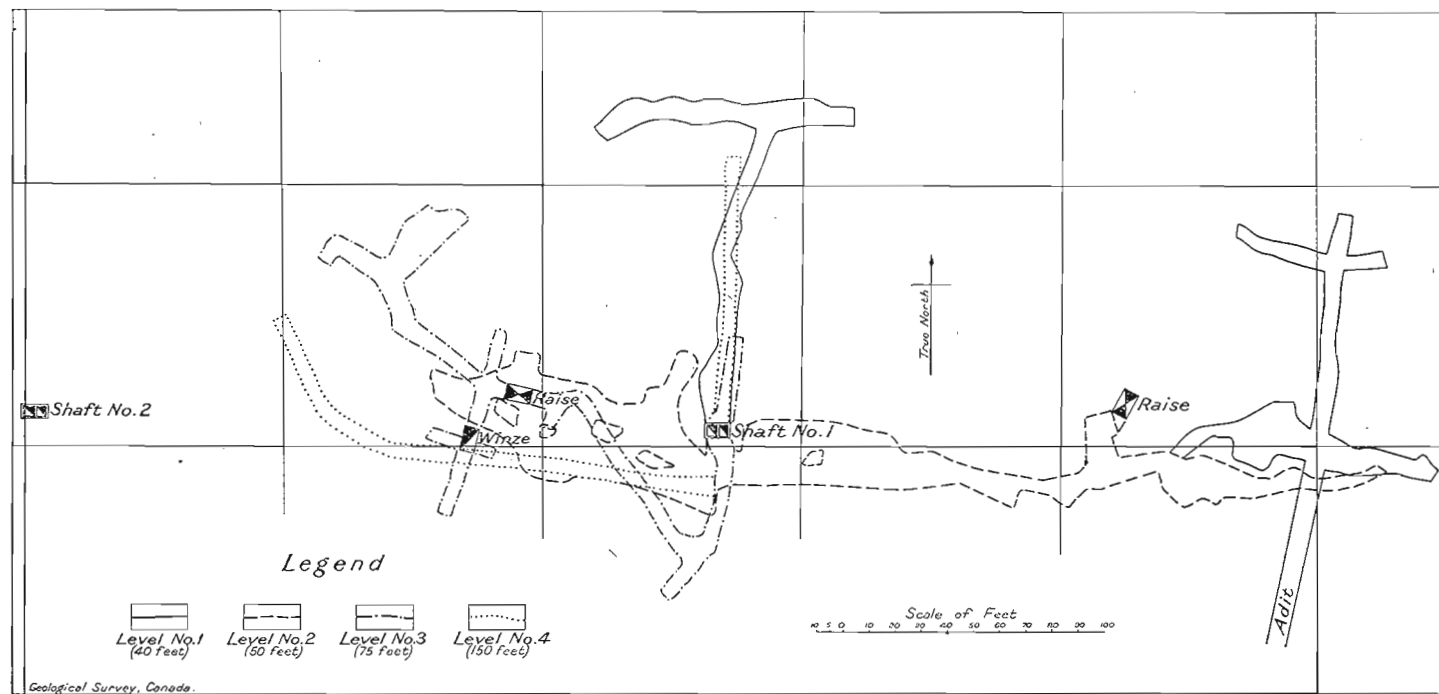 True North
Shaft No. 2
Raise
Winze
Shaft No. 1
Raise
Adit
Legend
Level No. 1
(40 feet)
Level No. 2
(50 feet)
Level No. 3
(75 feet)
Level No. 4
(150 feet)
Scale of Feet
10 5 0 10 20 30 40 50 60 70 80 90 100
Geological Survey, Canada.